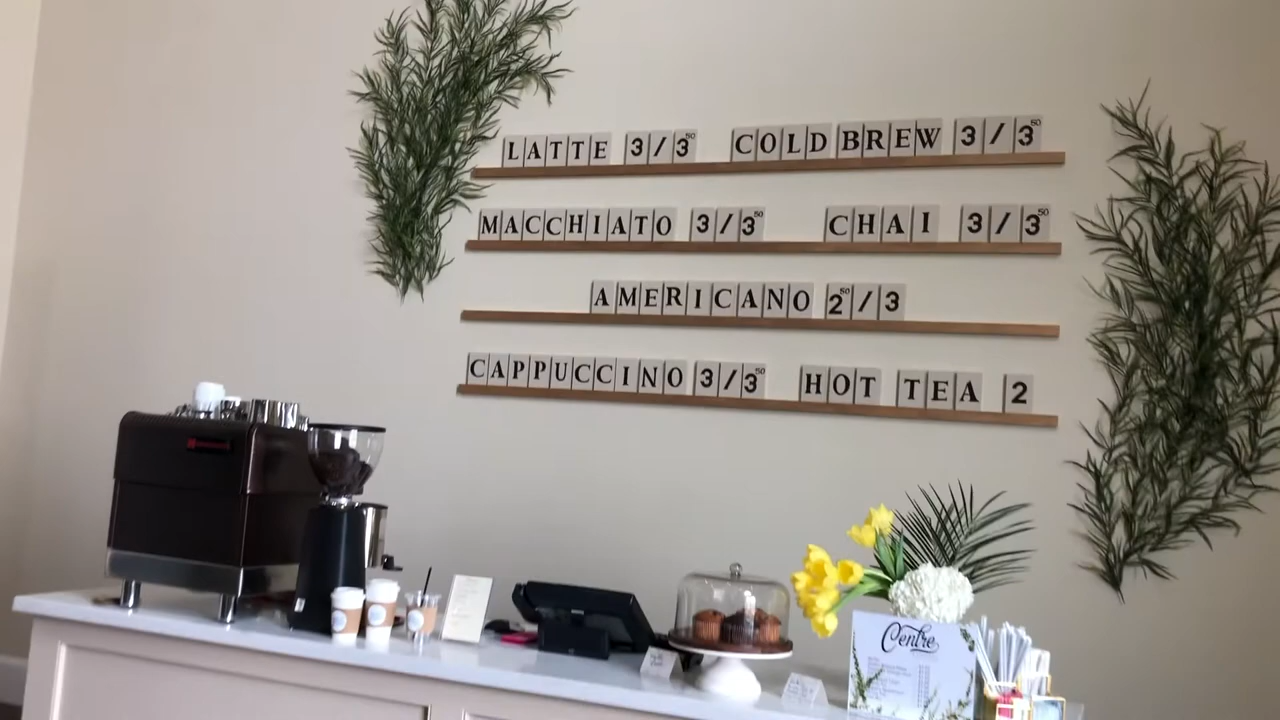 LATTE 3/3⁵⁰ COLD BREW 3/3⁵⁰
MACCHIATO 3/3⁵⁰ CHAI 3/3⁵⁰
AMERICANO 2⁵⁰/3
CAPPUCCINO 3/3⁵⁰ HOT TEA 2
Centre